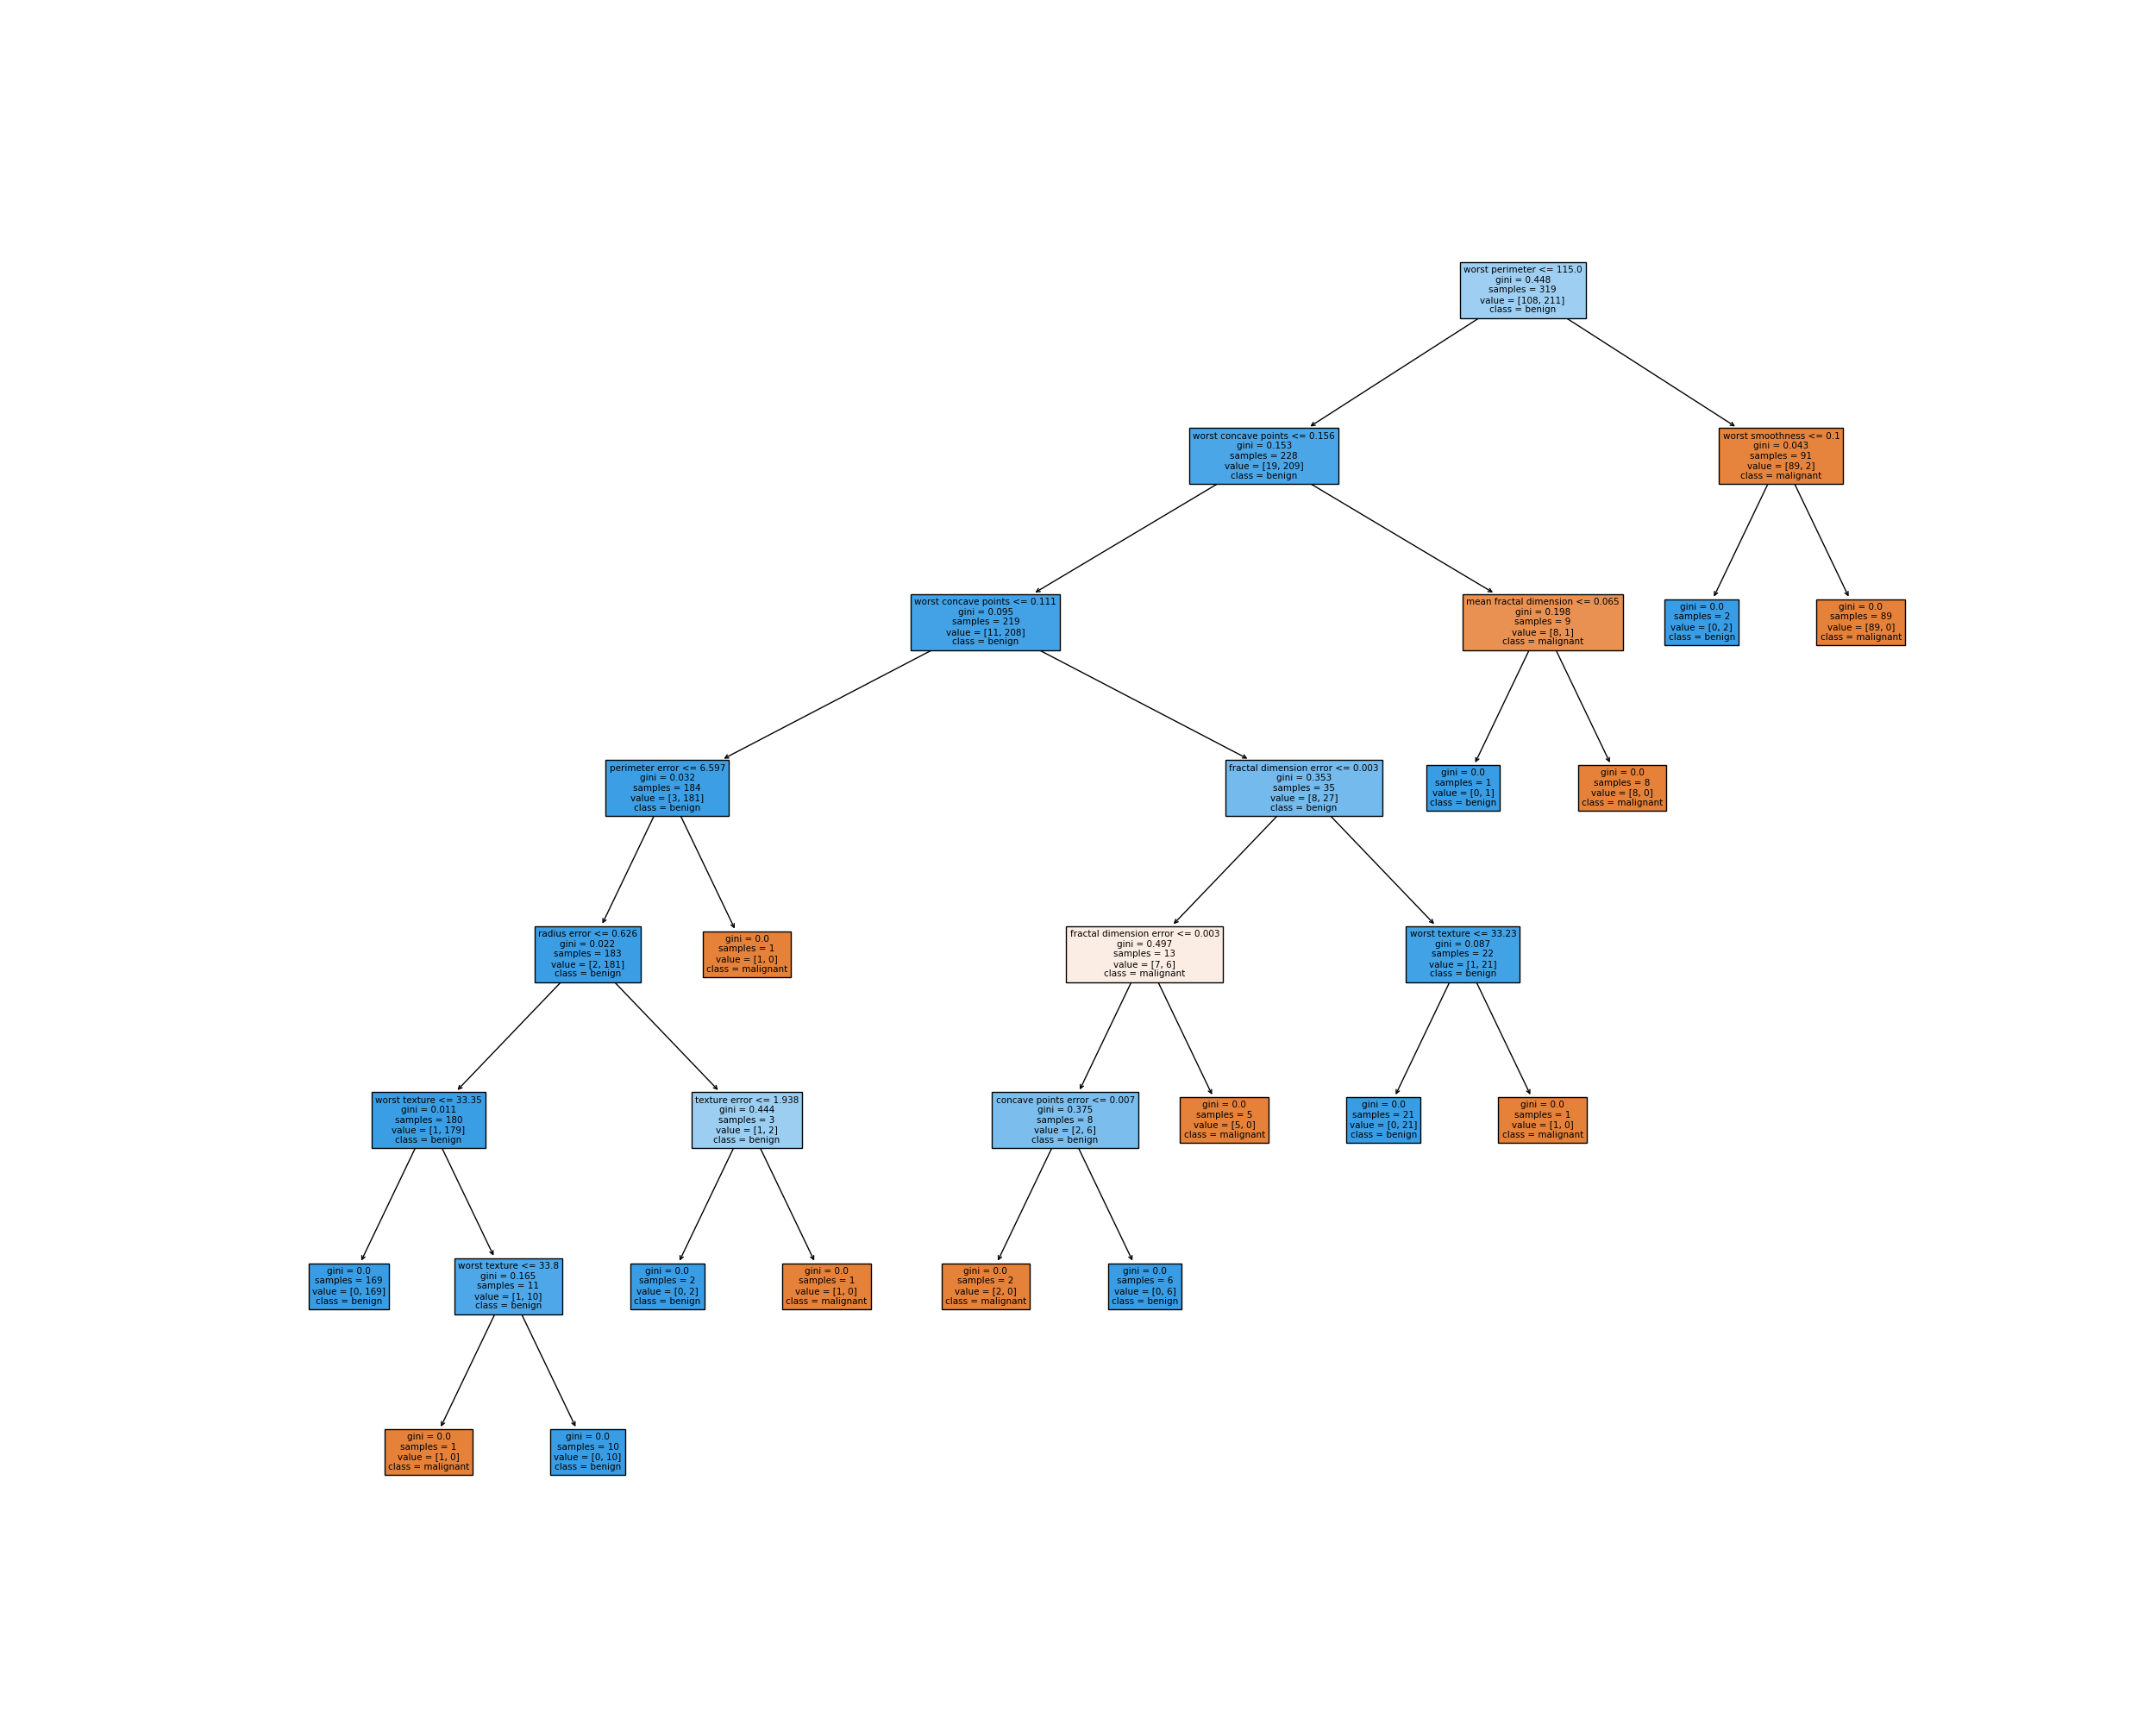 worst perimeter <= 115.0
gini = 0.448
samples = 319
value = [108, 211]
class = benign
worst concave points <= 0.156
gini = 0.153
samples = 228
value = [19, 209]
class = benign
worst smoothness <= 0.1
gini = 0.043
samples = 91
value = [89, 2]
class = malignant
worst concave points <= 0.111
gini = 0.095
samples = 219
value = [11, 208]
class = benign
mean fractal dimension <= 0.065
gini = 0.198
samples = 9
value = [8, 1]
class = malignant
gini = 0.0
samples = 2
value = [0, 2]
class = benign
gini = 0.0
samples = 89
value = [89, 0]
class = malignant
perimeter error <= 6.597
gini = 0.032
samples = 184
value = [3, 181]
class = benign
fractal dimension error <= 0.003
gini = 0.353
samples = 35
value = [8, 27]
class = benign
gini = 0.0
samples = 1
value = [0, 1]
class = benign
gini = 0.0
samples = 8
value = [8, 0]
class = malignant
radius error <= 0.626
gini = 0.022
samples = 183
value = [2, 181]
class = benign
gini = 0.0
samples = 1
value = [1, 0]
class = malignant
fractal dimension error <= 0.003
gini = 0.497
samples = 13
value = [7, 6]
class = malignant
worst texture <= 33.23
gini = 0.087
samples = 22
value = [1, 21]
class = benign
worst texture <= 33.35
gini = 0.011
samples = 180
value = [1, 179]
class = benign
texture error <= 1.938
gini = 0.444
samples = 3
value = [1, 2]
class = benign
concave points error <= 0.007
gini = 0.375
samples = 8
value = [2, 6]
class = benign
gini = 0.0
samples = 5
value = [5, 0]
class = malignant
gini = 0.0
samples = 21
value = [0, 21]
class = benign
gini = 0.0
samples = 1
value = [1, 0]
class = malignant
gini = 0.0
samples = 169
value = [0, 169]
class = benign
worst texture <= 33.8
gini = 0.165
samples = 11
value = [1, 10]
class = benign
gini = 0.0
samples = 2
value = [0, 2]
class = benign
gini = 0.0
samples = 1
value = [1, 0]
class = malignant
gini = 0.0
samples = 2
value = [2, 0]
class = malignant
gini = 0.0
samples = 6
value = [0, 6]
class = benign
gini = 0.0
samples = 1
value = [1, 0]
class = malignant
gini = 0.0
samples = 10
value = [0, 10]
class = benign